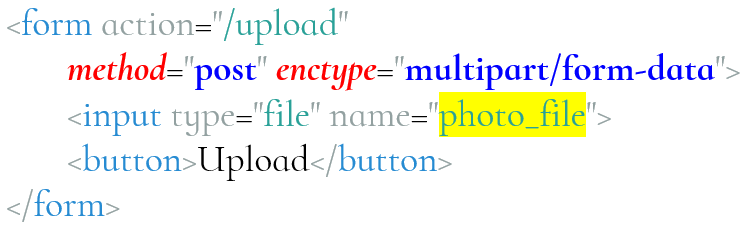 <form action="/upload"
method="post" enctype="multipart/form-data">
<input type="file" name="photo_file">
<button>Upload</button>
</form>